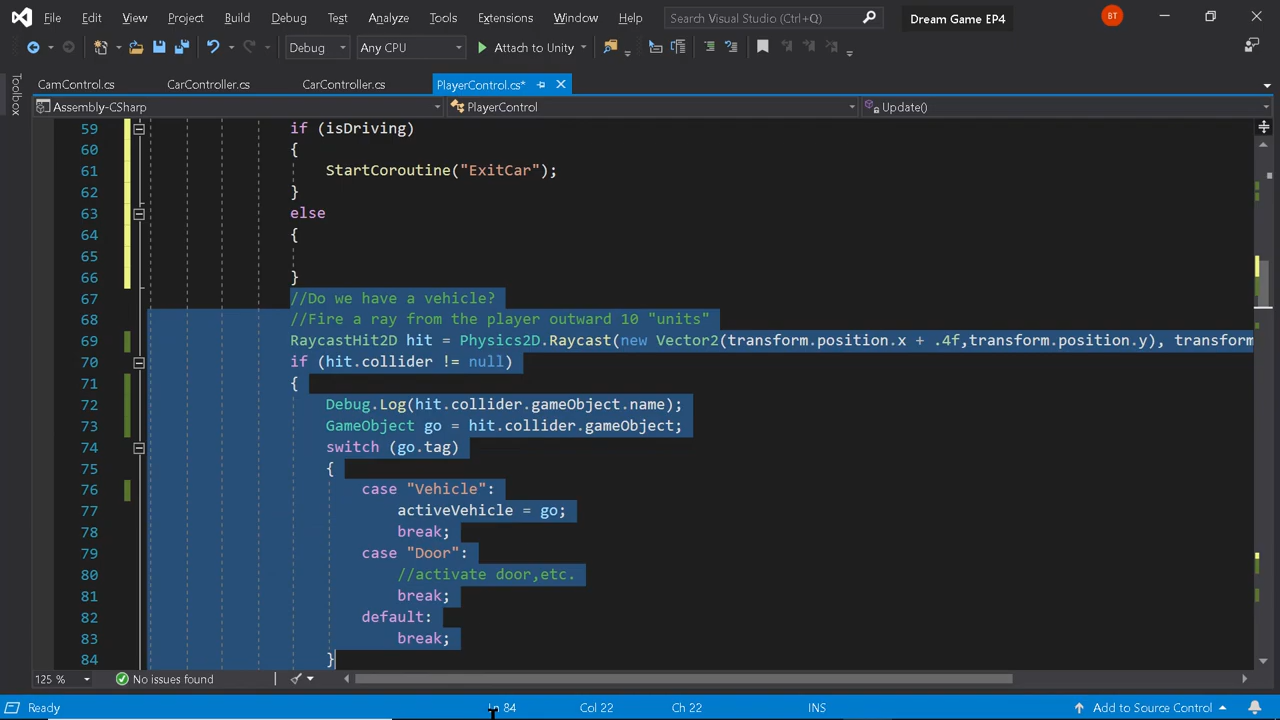 File Edit View Project Build Debug Test Analyze Tools Extensions Window Help Search Visual Studio (Ctrl+Q) Dream Game EP4 BT
Debug Any CPU Attach to Unity
CamControl.cs CarController.cs CarController.cs PlayerControl.cs*
Toolbox
Assembly-CSharp PlayerControl Update()
59 if (isDriving)
60 {
61 StartCoroutine("ExitCar");
62 }
63 else
64 {
65
66 }
67 //Do we have a vehicle?
68 //Fire a ray from the player outward 10 "units"
69 RaycastHit2D hit = Physics2D.Raycast(new Vector2(transform.position.x + .4f,transform.position.y), transform
70 if (hit.collider != null)
71 {
72 Debug.Log(hit.collider.gameObject.name);
73 GameObject go = hit.collider.gameObject;
74 switch (go.tag)
75 {
76 case "Vehicle":
77 activeVehicle = go;
78 break;
79 case "Door":
80 //activate door,etc.
81 break;
82 default:
83 break;
84 }
125 % No issues found
Ready Ln 84 Col 22 Ch 22 INS Add to Source Control